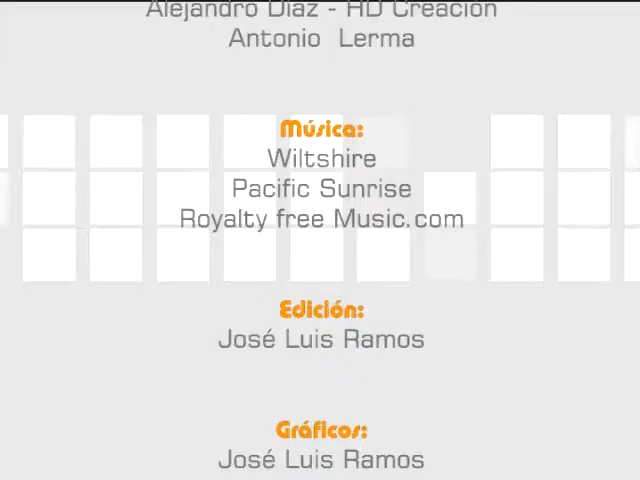 Alejandro Díaz - HD Creación
Antonio Lerma
Música:
Wiltshire
Pacific Sunrise
Royalty free Music.com
Edición:
José Luis Ramos
Gráficos:
José Luis Ramos